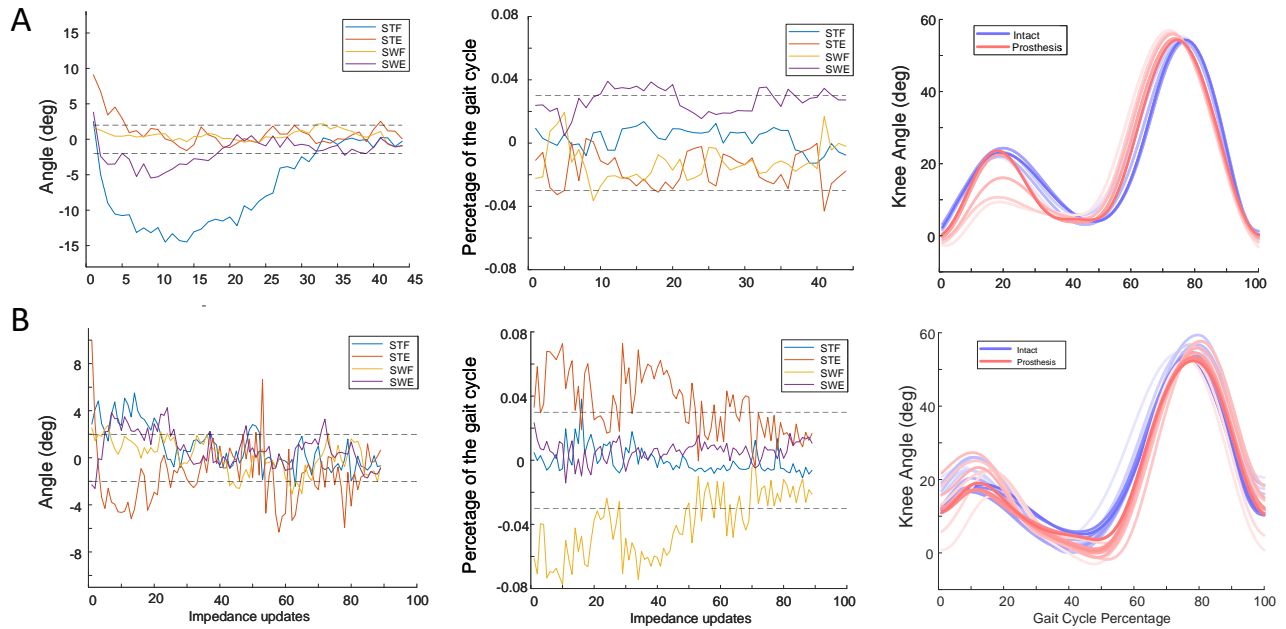 A
Angle (deg)
15
10
5
0
-5
-10
-15
0 5 10 15 20 25 30 35 40 45
STF
STE
SWF
SWE
Percetage of the gait cycle
0.08
0.04
0
-0.04
-0.08
0 10 20 30 40
STF
STE
SWF
SWE
Knee Angle (deg)
60
40
20
0
0 20 40 60 80 100
Intact
Prosthesis
B
Angle (deg)
8
4
0
-4
-8
0 20 40 60 80 100
Impedance updates
STF
STE
SWF
SWE
Percetage of the gait cycle
0.08
0.04
0
-0.04
-0.08
0 20 40 60 80 100
Impedance updates
STF
STE
SWF
SWE
Knee Angle (deg)
60
40
20
0
0 20 40 60 80 100
Gait Cycle Percentage
Intact
Prosthesis